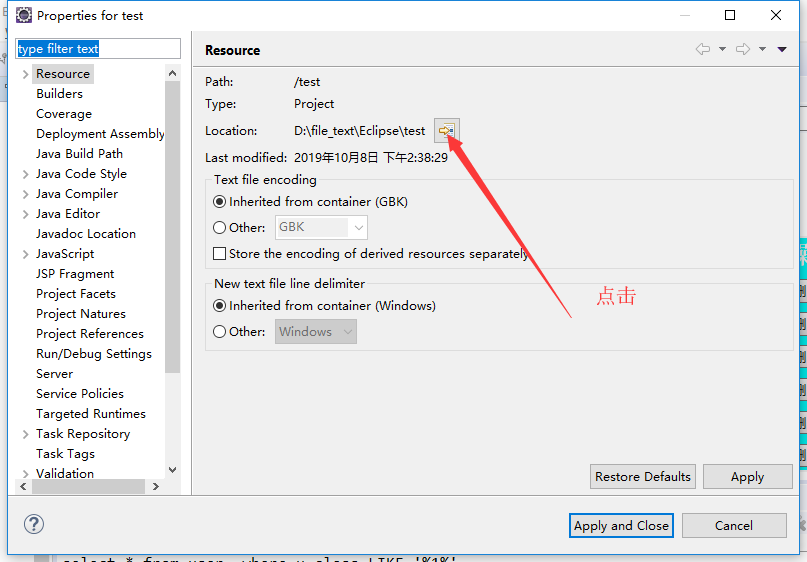 Properties for test
type filter text
Resource
Builders
Coverage
Deployment Assembly
Java Build Path
Java Code Style
Java Compiler
Java Editor
Javadoc Location
JavaScript
JSP Fragment
Project Facets
Project Natures
Project References
Run/Debug Settings
Server
Service Policies
Targeted Runtimes
Task Repository
Task Tags
Validation
Resource
Path: /test
Type: Project
Location: D:\file_text\Eclipse\test
Last modified: 2019年10月8日 下午2:38:29
Text file encoding
Inherited from container (GBK)
Other: GBK
Store the encoding of derived resources separately
New text file line delimiter
Inherited from container (Windows)
Other: Windows
点击
Restore Defaults
Apply
Apply and Close
Cancel
select * from user where u_class LIKE '%1%'